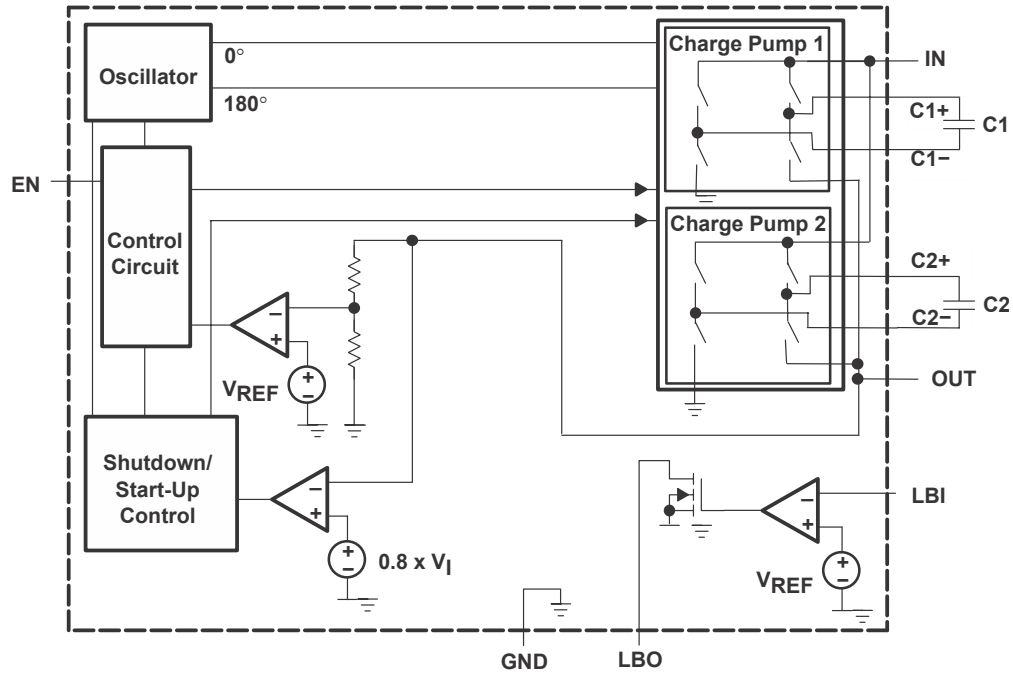 Oscillator
0°
180°
Charge Pump 1
IN
C1+
C1
C1−
EN
Control
Circuit
Charge Pump 2
C2+
C2
C2−
−
+
+
−
VREF
OUT
Shutdown/
Start-Up
Control
−
+
+
−
0.8 x VI
LBI
−
+
+
−
VREF
GND
LBO